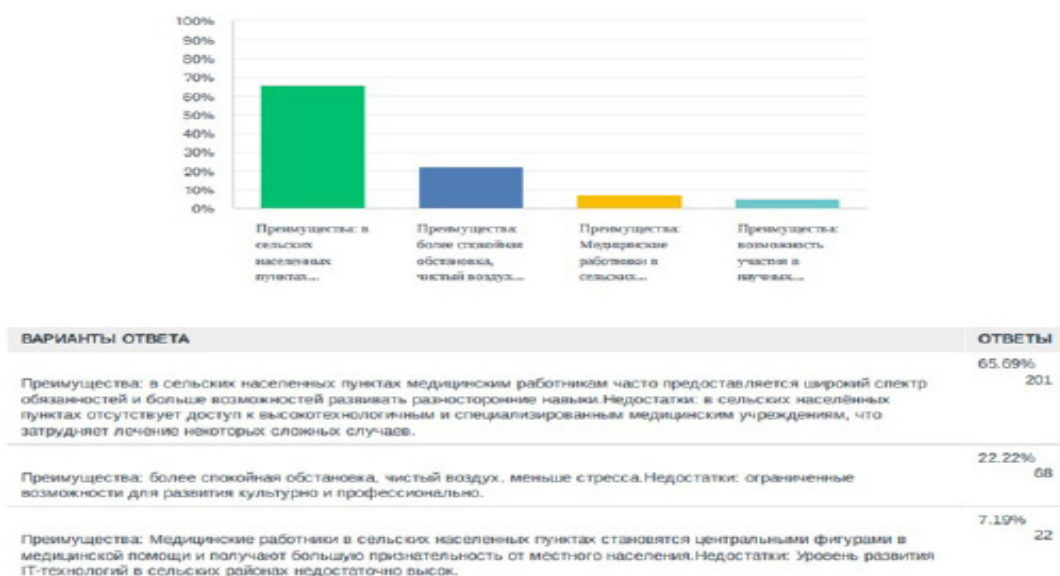 100%
90%
80%
70%
60%
50%
40%
30%
20%
10%
0%
Преимущества: в
сельских
населенных
пунктах...
Преимущества:
более спокойная
обстановка,
чистый воздух...
Преимущества:
Медицинские
работники в
сельских...
Преимущества:
возможность
участия в
научных...
ВАРИАНТЫ ОТВЕТА ОТВЕТЫ
65.69%
201
Преимущества: в сельских населенных пунктах медицинским работникам часто предоставляется широкий спектр
обязанностей и больше возможностей развивать разносторонние навыки.Недостатки: в сельских населённых
пунктах отсутствует доступ к высокотехнологичным и специализированным медицинским учреждениям, что
затрудняет лечение некоторых сложных случаев.
22.22%
68
Преимущества: более спокойная обстановка, чистый воздух, меньше стресса.Недостатки: ограниченные
возможности для развития культурно и профессионально.
7.19%
22
Преимущества: Медицинские работники в сельских населенных пунктах становятся центральными фигурами в
медицинской помощи и получают большую признательность от местного населения.Недостатки: Уровень развития
IT-технологий в сельских районах недостаточно высок.